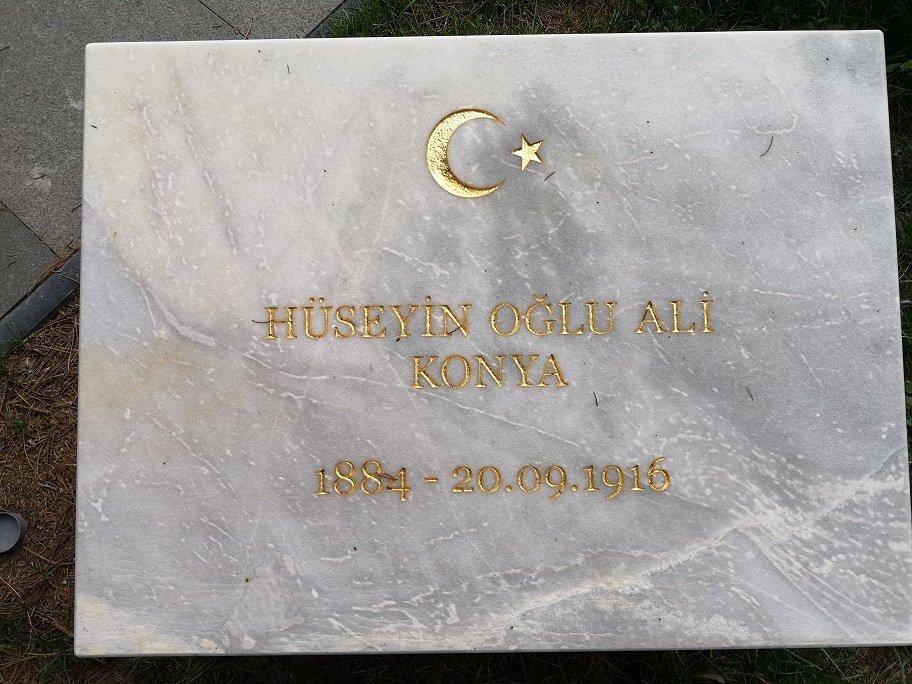 HÜSEYİN OĞLU ALİ
KONYA
1884 - 20.09.1916